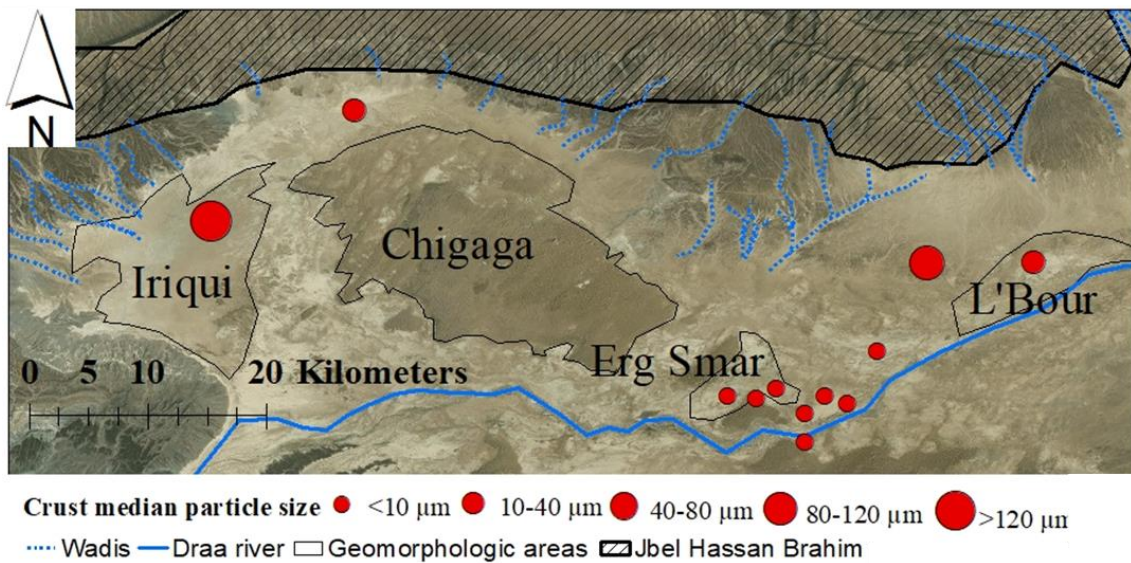 N
Chigaga
Iriqui
L'Bour
Erg Smar
0 5 10 20 Kilometers
Crust median particle size <10 µm 10-40 µm 40-80 µm 80-120 µm >120 µm
Wadis Draa river Geomorphologic areas Jbel Hassan Brahim